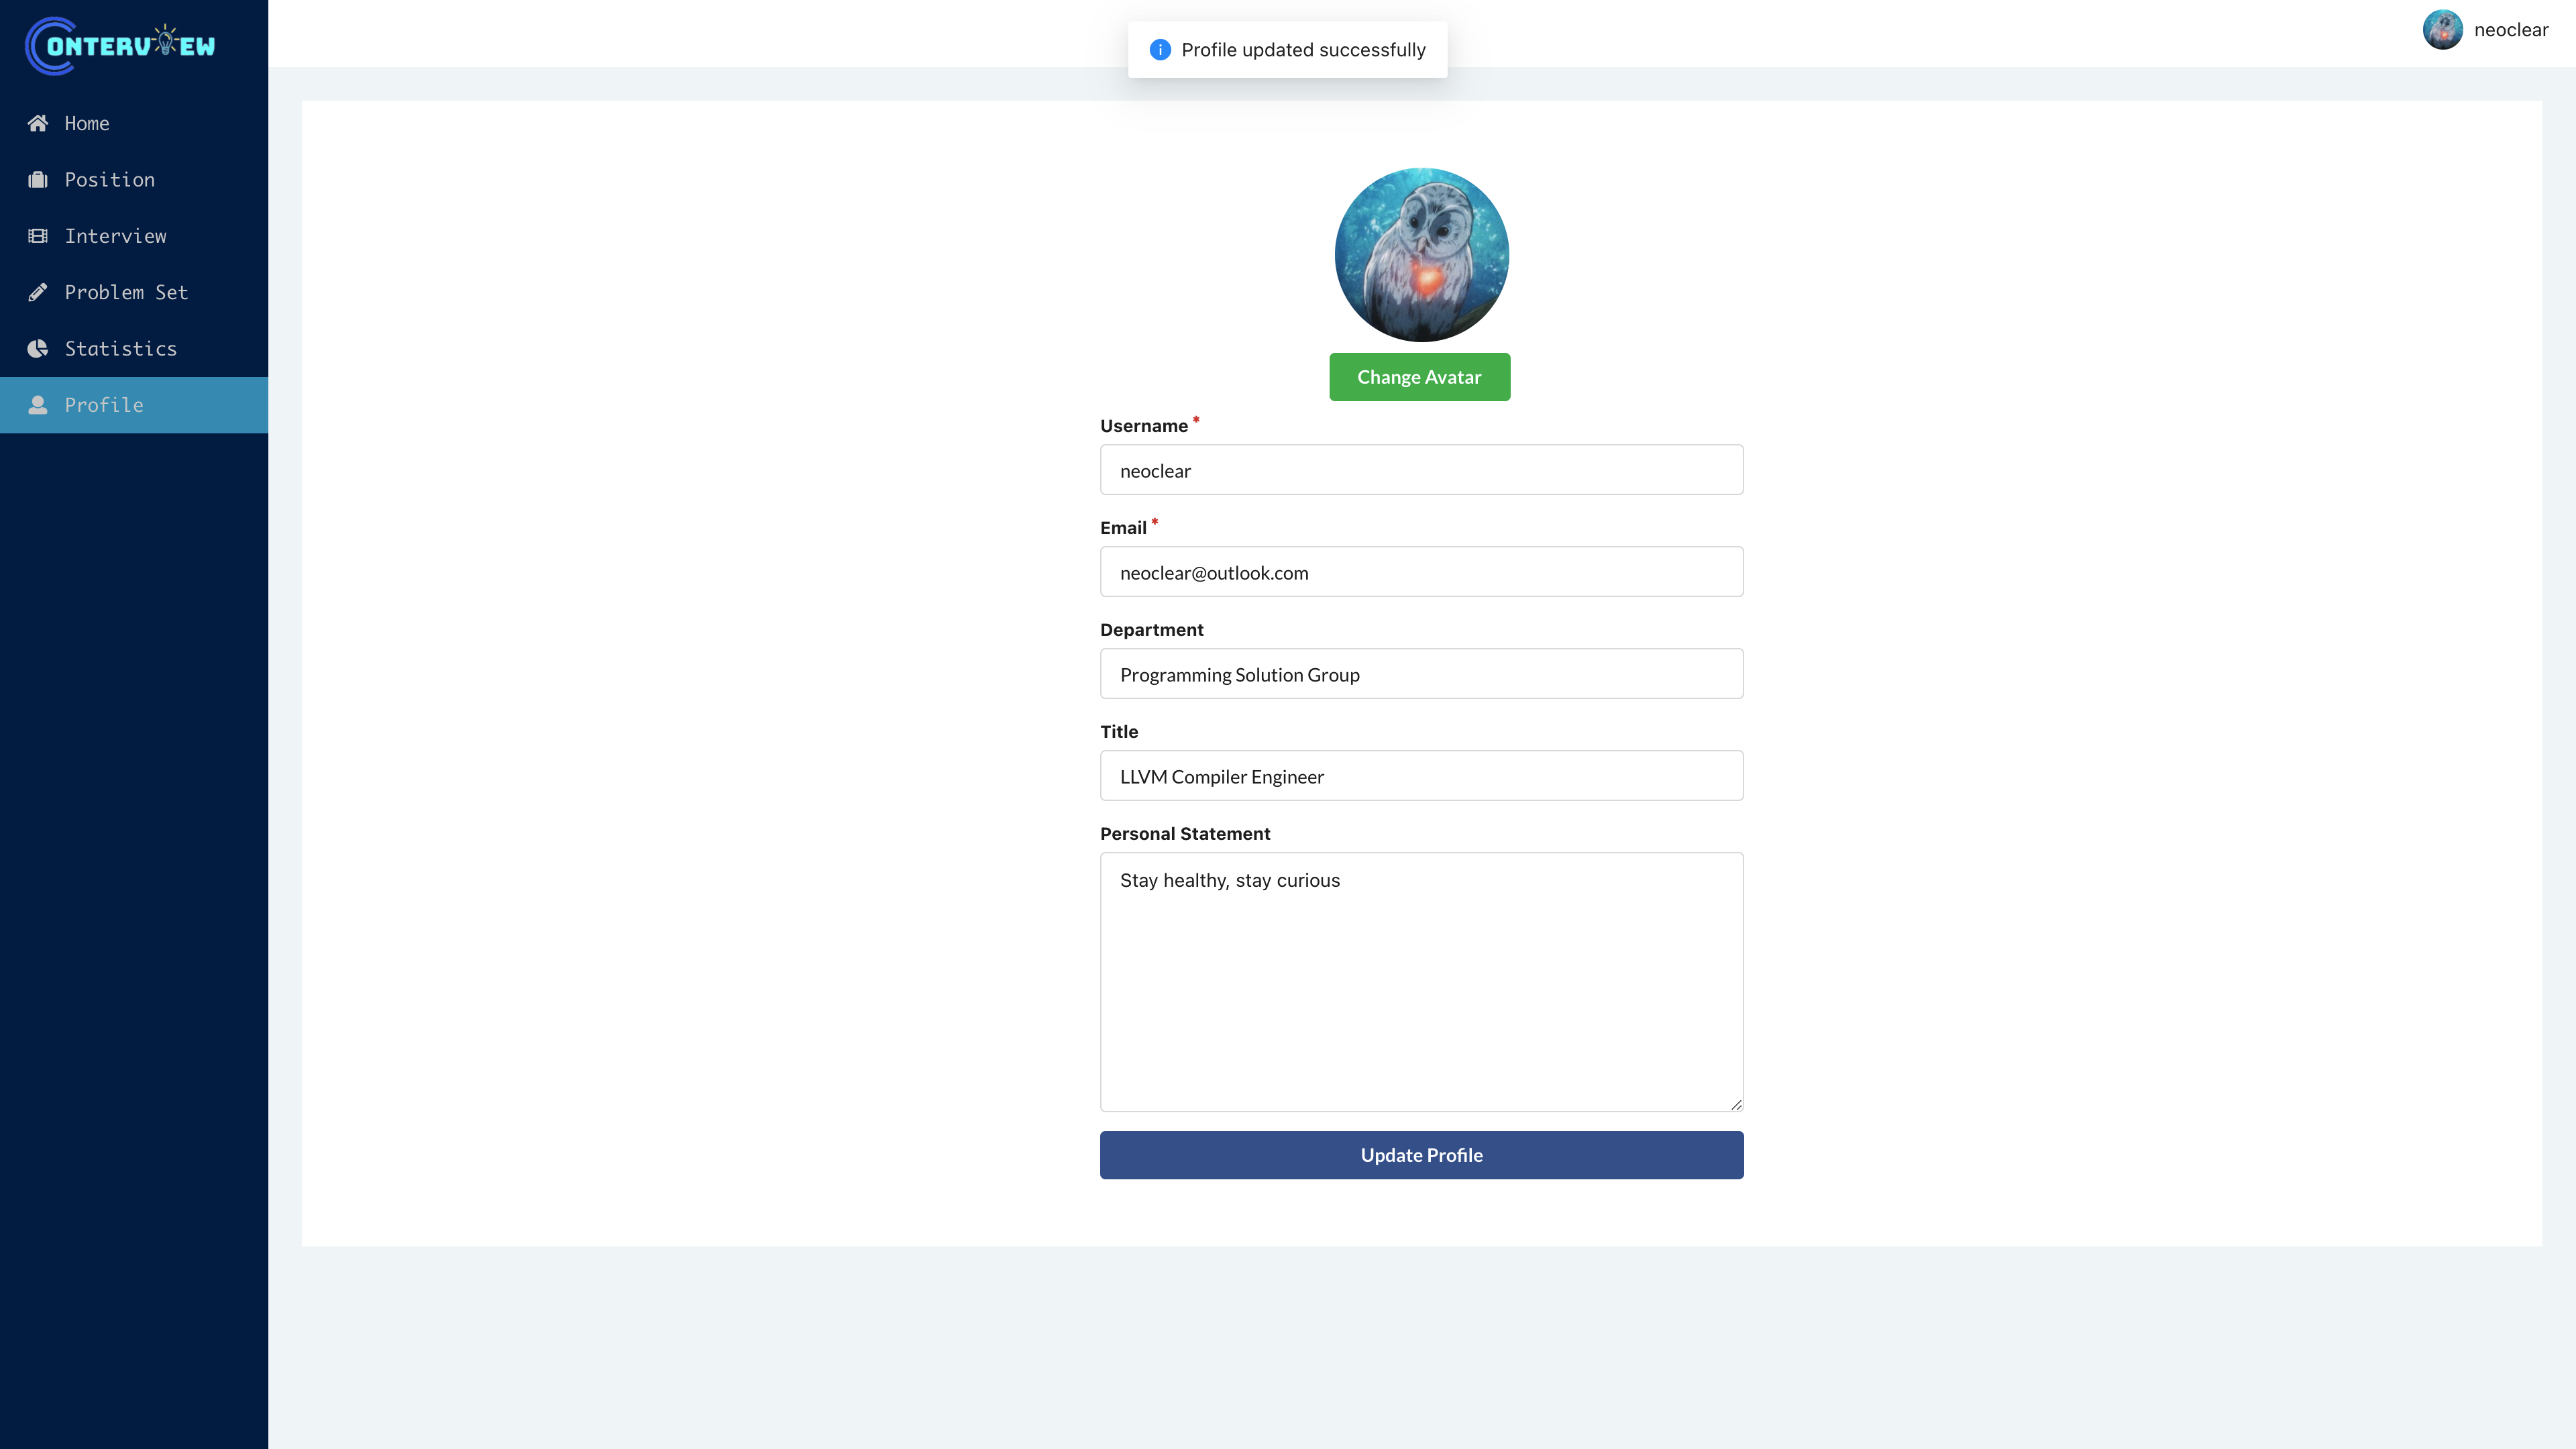 CONTERVIEW
Home
Position
Interview
Problem Set
Statistics
Profile
Profile updated successfully
neoclear
Change Avatar
Username *
neoclear
Email *
neoclear@outlook.com
Department
Programming Solution Group
Title
LLVM Compiler Engineer
Personal Statement
Stay healthy, stay curious
Update Profile